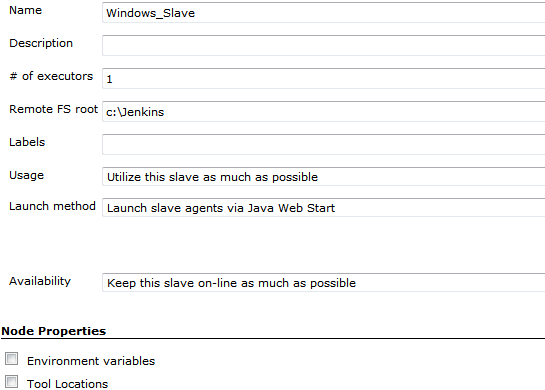 Name Windows_Slave
Description
# of executors 1
Remote FS root c:\Jenkins
Labels
Usage Utilize this slave as much as possible
Launch method Launch slave agents via Java Web Start
Availability Keep this slave on-line as much as possible
Node Properties
Environment variables
Tool Locations